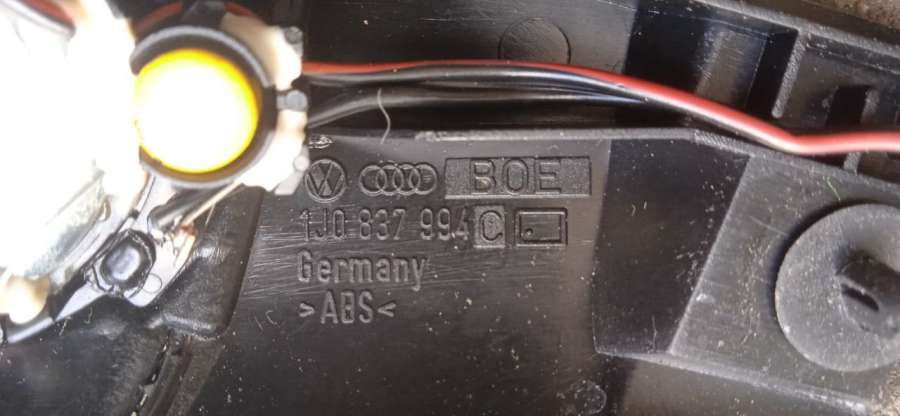 BOE
1J0 837 994 C
Germany
>ABS<